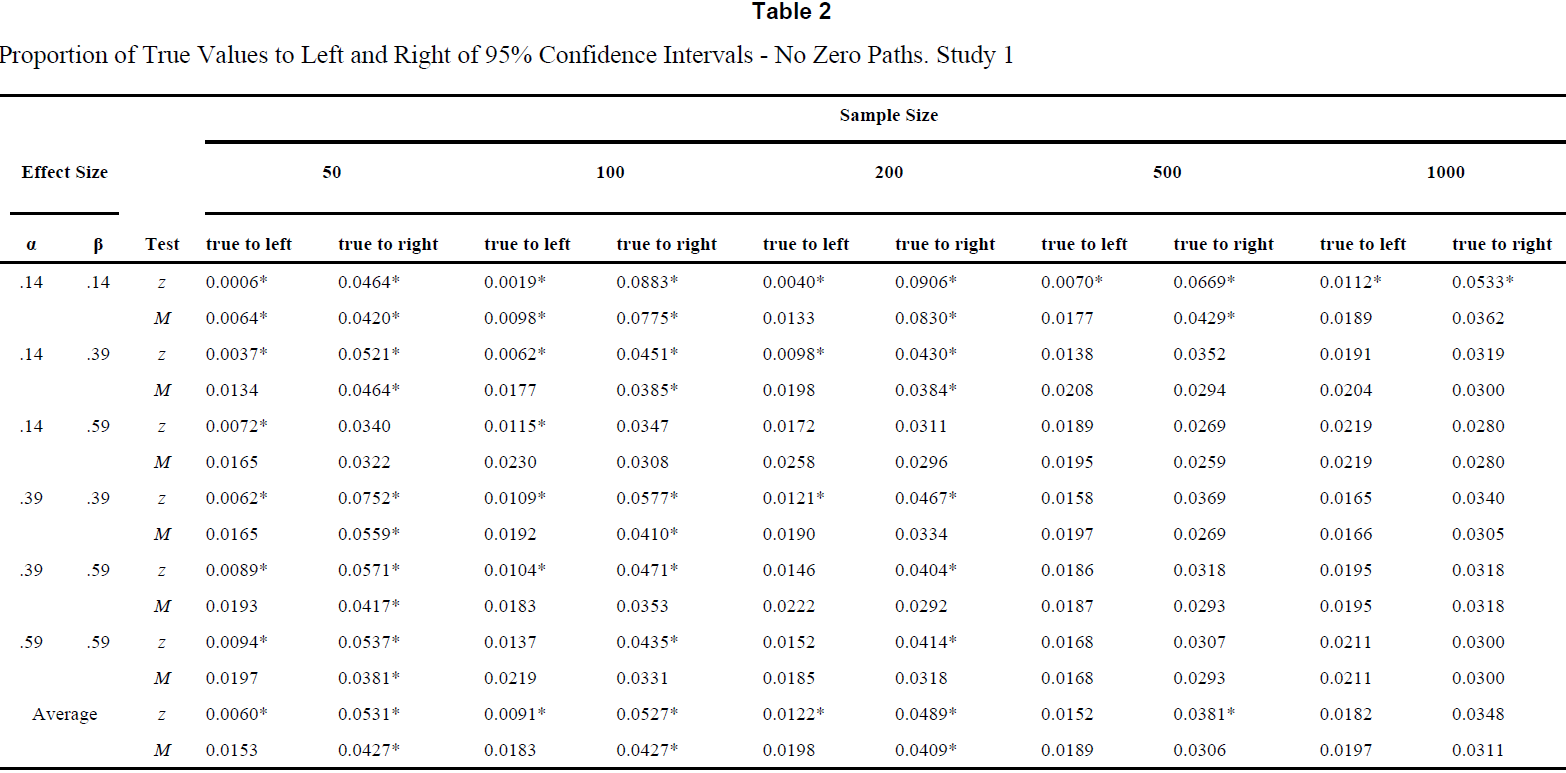 Table 2
Proportion of True Values to Left and Right of 95% Confidence Intervals - No Zero Paths. Study 1
Sample Size
Effect Size 50 100 200 500 1000
α β Test true to left true to right true to left true to right true to left true to right true to left true to right true to left true to right
.14 .14 z 0.0006* 0.0464* 0.0019* 0.0883* 0.0040* 0.0906* 0.0070* 0.0669* 0.0112* 0.0533*
M 0.0064* 0.0420* 0.0098* 0.0775* 0.0133 0.0830* 0.0177 0.0429* 0.0189 0.0362
.14 .39 z 0.0037* 0.0521* 0.0062* 0.0451* 0.0098* 0.0430* 0.0138 0.0352 0.0191 0.0319
M 0.0134 0.0464* 0.0177 0.0385* 0.0198 0.0384* 0.0208 0.0294 0.0204 0.0300
.14 .59 z 0.0072* 0.0340 0.0115* 0.0347 0.0172 0.0311 0.0189 0.0269 0.0219 0.0280
M 0.0165 0.0322 0.0230 0.0308 0.0258 0.0296 0.0195 0.0259 0.0219 0.0280
.39 .39 z 0.0062* 0.0752* 0.0109* 0.0577* 0.0121* 0.0467* 0.0158 0.0369 0.0165 0.0340
M 0.0165 0.0559* 0.0192 0.0410* 0.0190 0.0334 0.0197 0.0269 0.0166 0.0305
.39 .59 z 0.0089* 0.0571* 0.0104* 0.0471* 0.0146 0.0404* 0.0186 0.0318 0.0195 0.0318
M 0.0193 0.0417* 0.0183 0.0353 0.0222 0.0292 0.0187 0.0293 0.0195 0.0318
.59 .59 z 0.0094* 0.0537* 0.0137 0.0435* 0.0152 0.0414* 0.0168 0.0307 0.0211 0.0300
M 0.0197 0.0381* 0.0219 0.0331 0.0185 0.0318 0.0168 0.0293 0.0211 0.0300
Average z 0.0060* 0.0531* 0.0091* 0.0527* 0.0122* 0.0489* 0.0152 0.0381* 0.0182 0.0348
M 0.0153 0.0427* 0.0183 0.0427* 0.0198 0.0409* 0.0189 0.0306 0.0197 0.0311